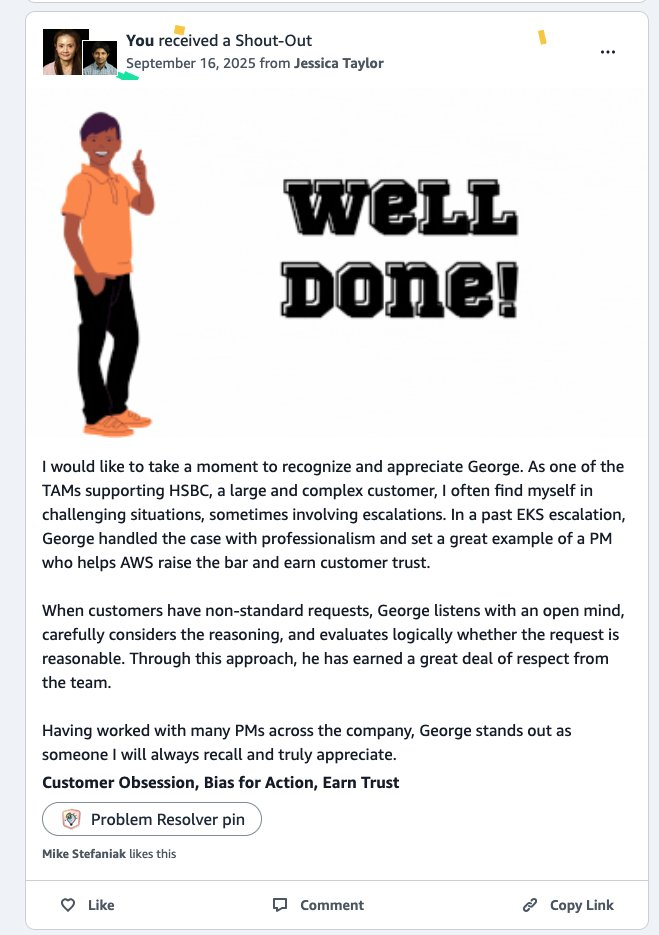 You received a Shout-Out
September 16, 2025 from Jessica Taylor
WeLL
Done!
I would like to take a moment to recognize and appreciate George. As one of the
TAMs supporting HSBC, a large and complex customer, I often find myself in
challenging situations, sometimes involving escalations. In a past EKS escalation,
George handled the case with professionalism and set a great example of a PM
who helps AWS raise the bar and earn customer trust.
When customers have non-standard requests, George listens with an open mind,
carefully considers the reasoning, and evaluates logically whether the request is
reasonable. Through this approach, he has earned a great deal of respect from
the team.
Having worked with many PMs across the company, George stands out as
someone I will always recall and truly appreciate.
Customer Obsession, Bias for Action, Earn Trust
Problem Resolver pin
Mike Stefaniak likes this
Like
Comment
Copy Link